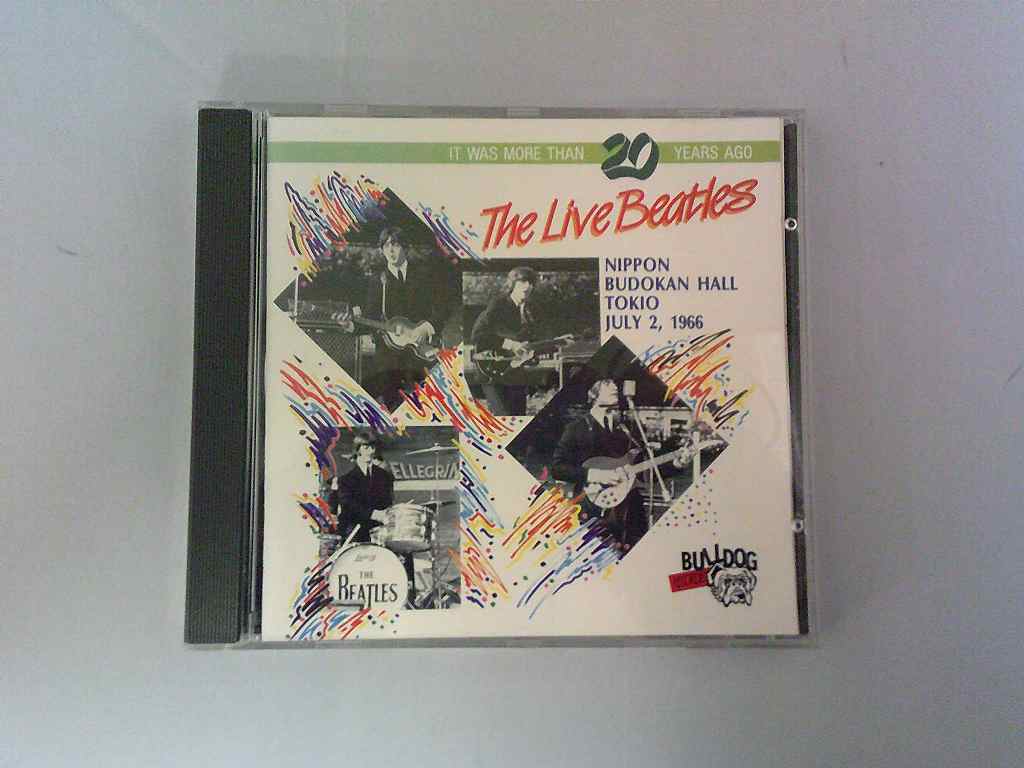 IT WAS MORE THAN 20 YEARS AGO
The Live Beatles
NIPPON
BUDOKAN HALL
TOKIO
JULY 2, 1966
PELLEGRIN
THE
BEATLES
BULLDOG